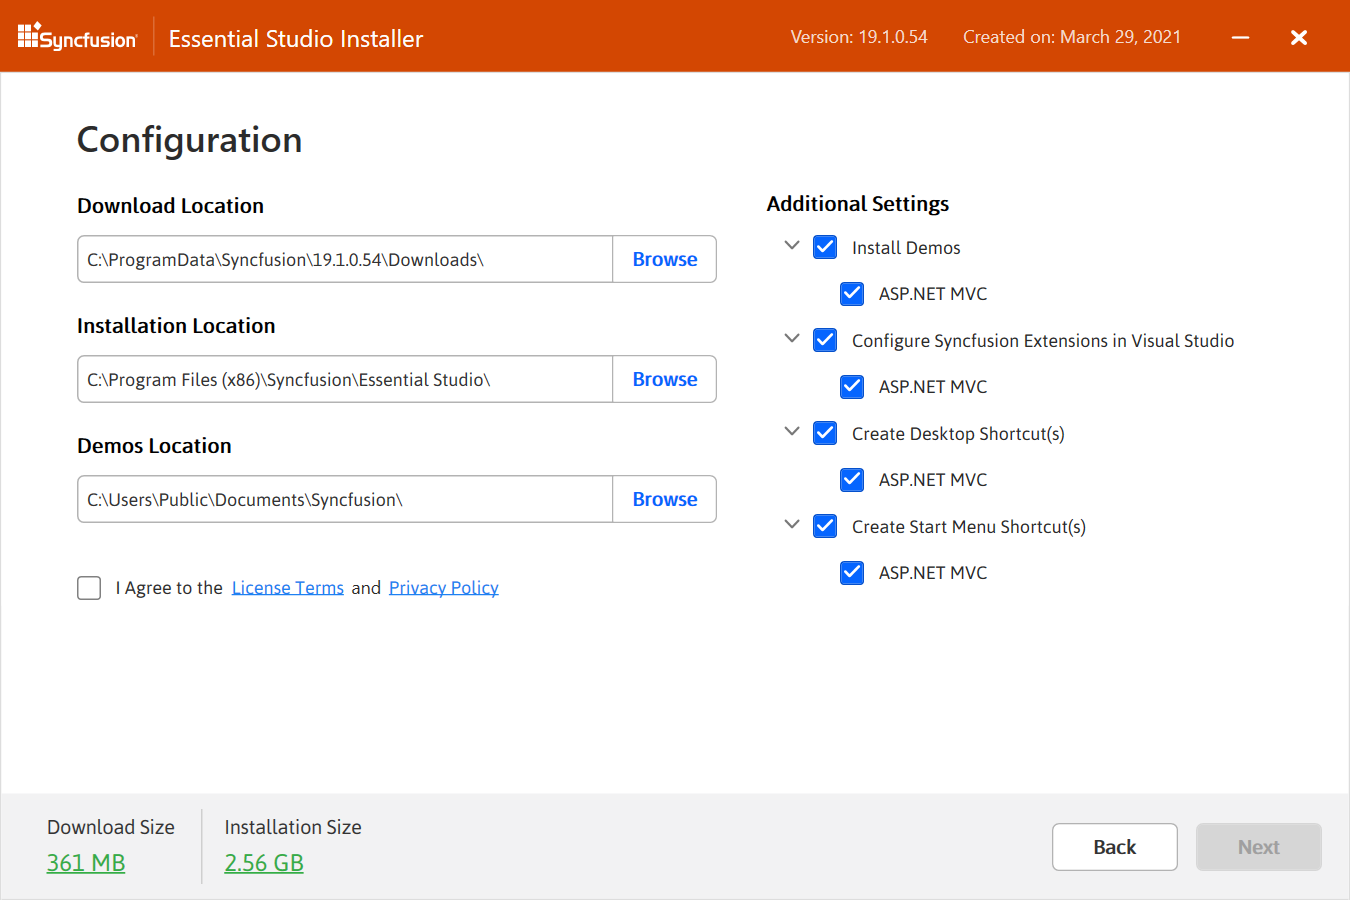 Syncfusion Essential Studio Installer Version: 19.1.0.54 Created on: March 29, 2021
Configuration
Download Location
C:\ProgramData\Syncfusion\19.1.0.54\Downloads\ Browse
Installation Location
C:\Program Files (x86)\Syncfusion\Essential Studio\ Browse
Demos Location
C:\Users\Public\Documents\Syncfusion\ Browse
I Agree to the License Terms and Privacy Policy
Additional Settings
Install Demos
ASP.NET MVC
Configure Syncfusion Extensions in Visual Studio
ASP.NET MVC
Create Desktop Shortcut(s)
ASP.NET MVC
Create Start Menu Shortcut(s)
ASP.NET MVC
Download Size
361 MB
Installation Size
2.56 GB
Back Next